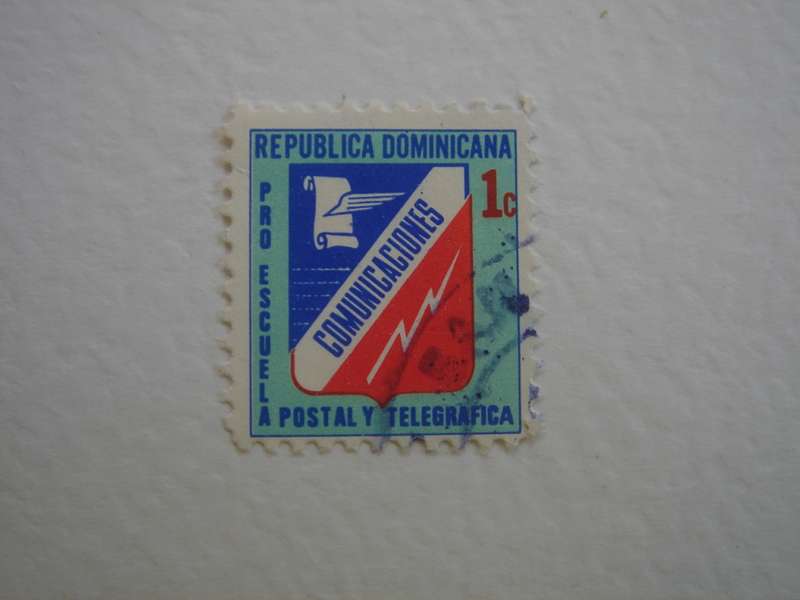 REPUBLICA DOMINICANA
1c
COMUNICACIONES
PRO ESCUELA
POSTAL Y TELEGRAFICA